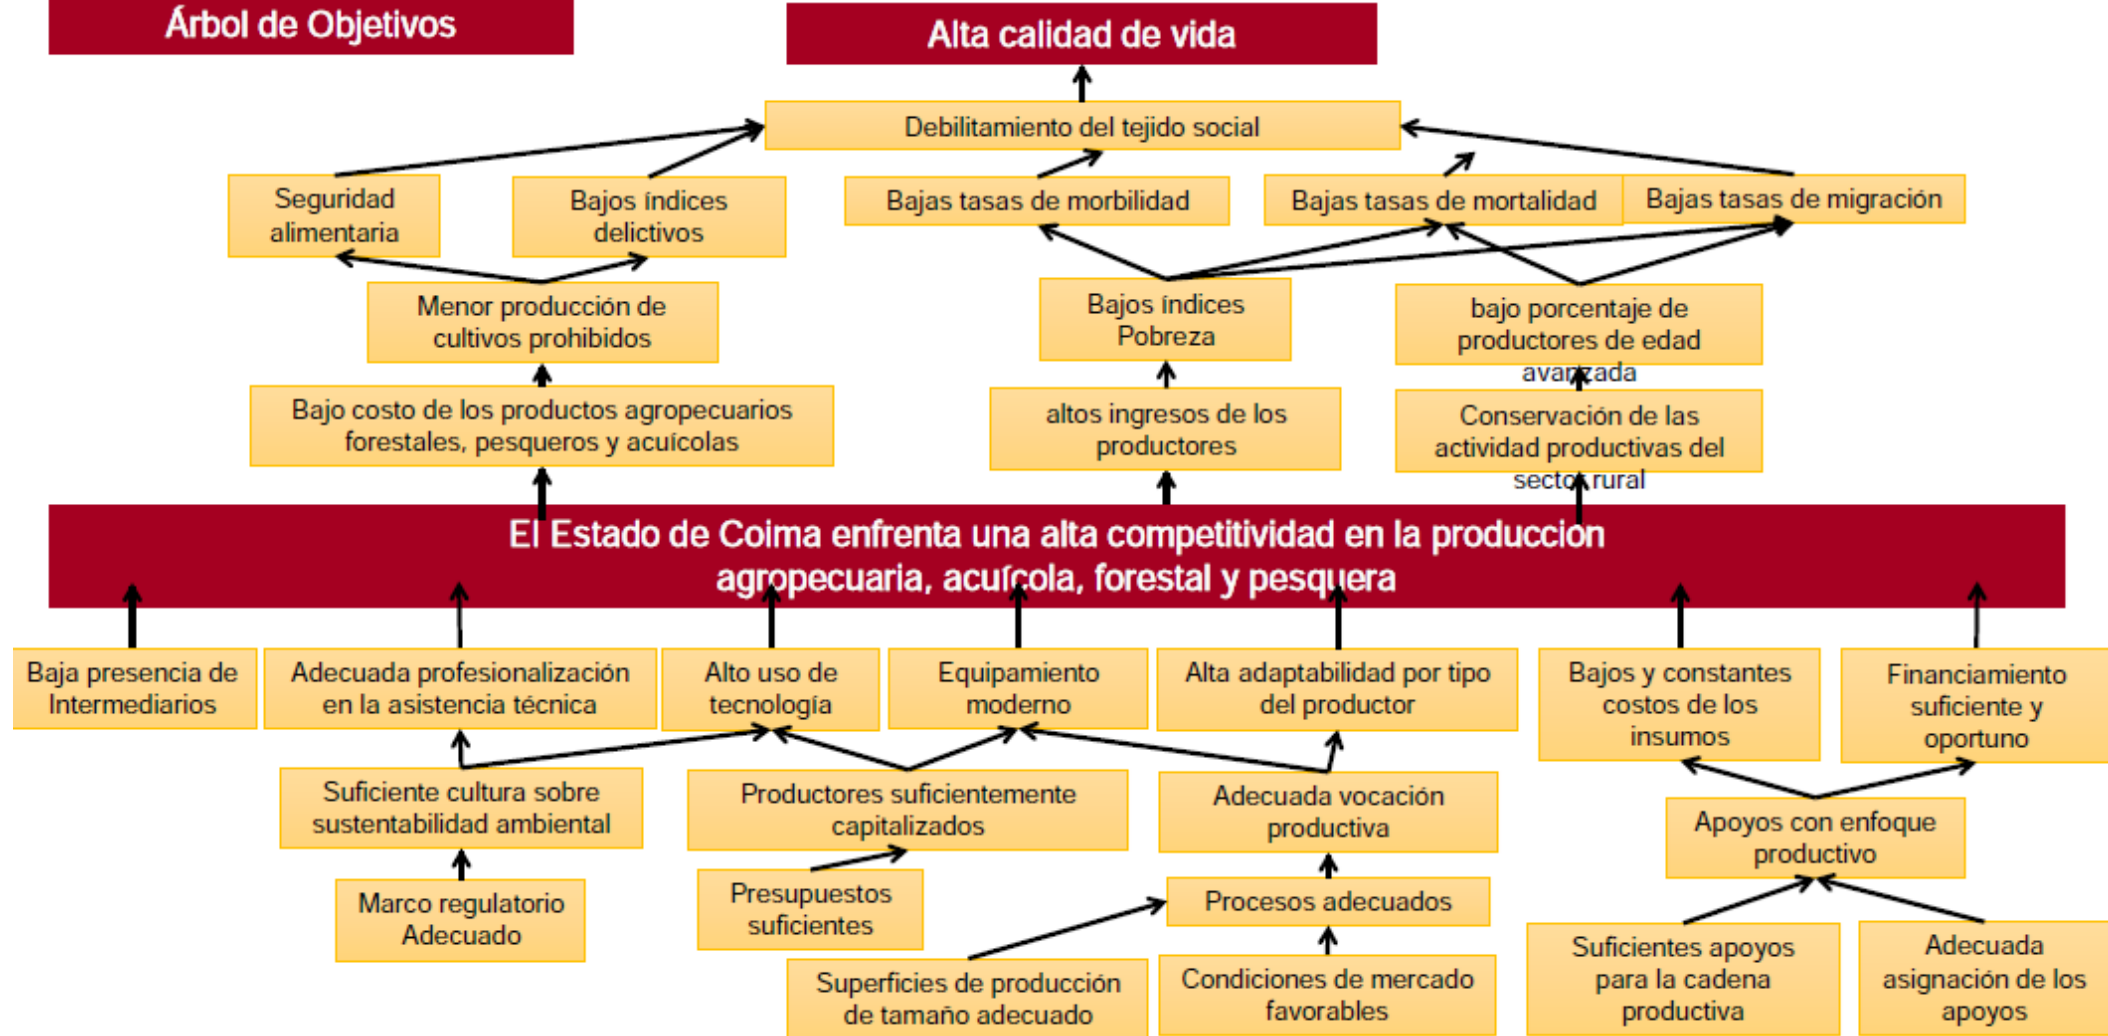 Árbol de Objetivos
Alta calidad de vida
Debilitamiento del tejido social
Seguridad
alimentaria
Bajos índices
delictivos
Bajas tasas de morbilidad
Bajas tasas de mortalidad
Bajas tasas de migración
Menor producción de
cultivos prohibidos
Bajos índices
Pobreza
bajo porcentaje de
productores de edad
avanzada
Bajo costo de los productos agropecuarios
forestales, pesqueros y acuícolas
altos ingresos de los
productores
Conservación de las
actividad productivas del
sector rural
El Estado de Coima enfrenta una alta competitividad en la producción
agropecuaria, acuícola, forestal y pesquera
Baja presencia de
Intermediarios
Adecuada profesionalización
en la asistencia técnica
Alto uso de
tecnología
Equipamiento
moderno
Alta adaptabilidad por tipo
del productor
Bajos y constantes
costos de los
insumos
Financiamiento
suficiente y
oportuno
Suficiente cultura sobre
sustentabilidad ambiental
Productores suficientemente
capitalizados
Adecuada vocación
productiva
Apoyos con enfoque
productivo
Marco regulatorio
Adecuado
Presupuestos
suficientes
Procesos adecuados
Superficies de producción
de tamaño adecuado
Condiciones de mercado
favorables
Suficientes apoyos
para la cadena
productiva
Adecuada
asignación de los
apoyos